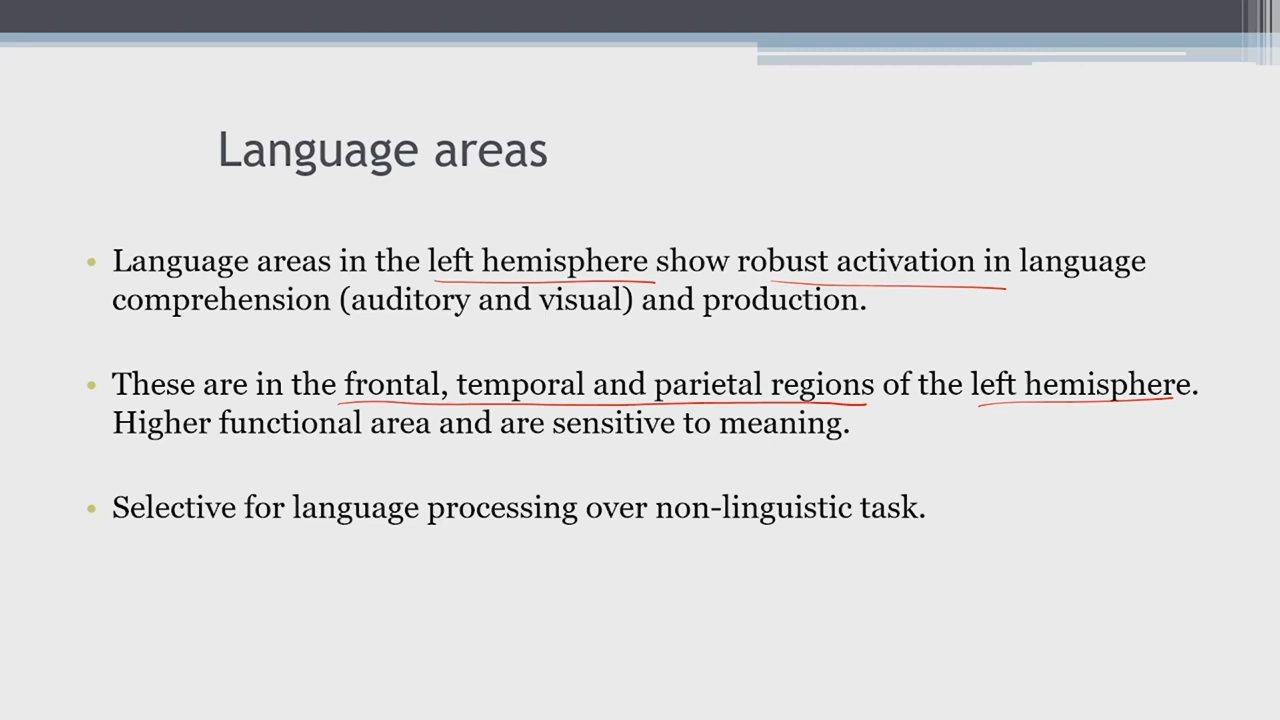 Language areas
• Language areas in the left hemisphere show robust activation in language
comprehension (auditory and visual) and production.
• These are in the frontal, temporal and parietal regions of the left hemisphere.
Higher functional area and are sensitive to meaning.
• Selective for language processing over non-linguistic task.